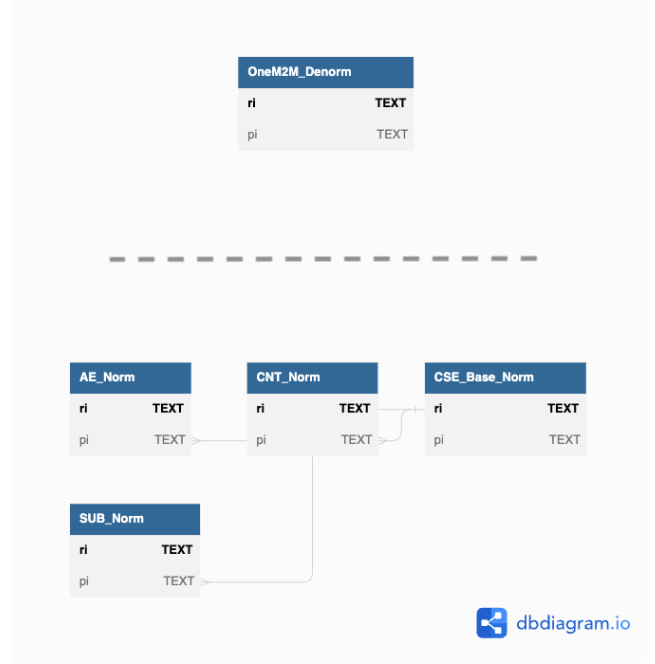 OneM2M_Denorm
ri TEXT
pi TEXT
AE_Norm
ri TEXT
pi TEXT
CNT_Norm
ri TEXT
pi TEXT
CSE_Base_Norm
ri TEXT
pi TEXT
SUB_Norm
ri TEXT
pi TEXT
dbdiagram.io